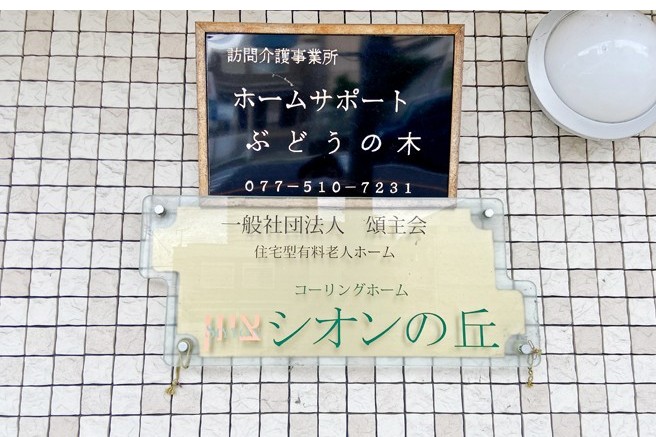 訪問介護事業所
ホームサポート
ぶどうの木
077-510-7231
一般社団法人 頌主会
住宅型有料老人ホーム
コーリングホーム
ציון シオンの丘